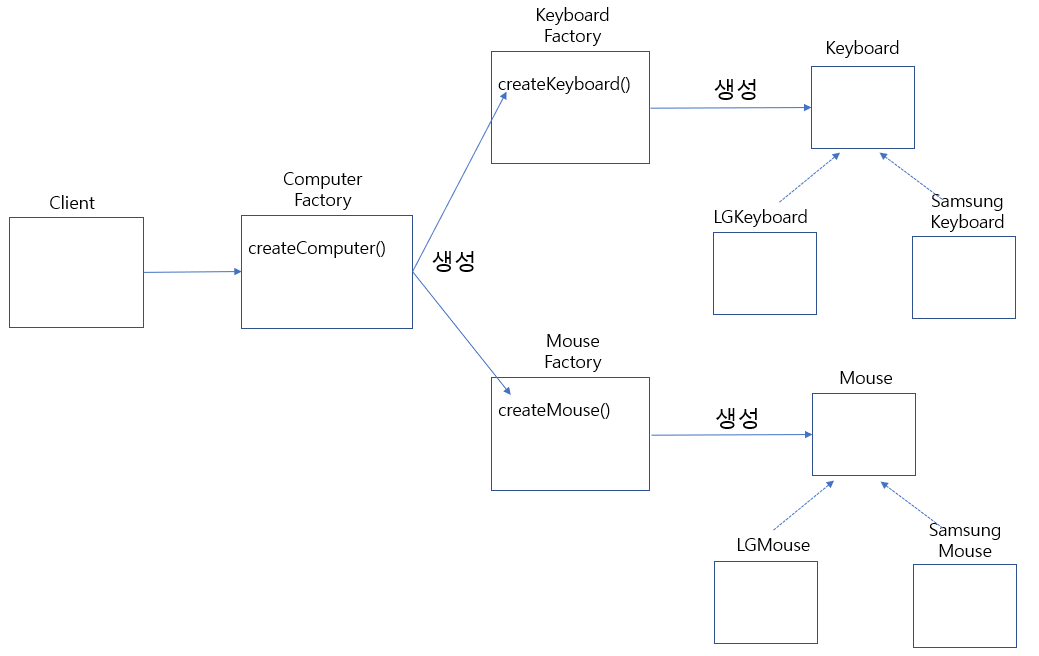 Keyboard
Factory
createKeyboard()
생성
Keyboard
Client
Computer
Factory
createComputer()
생성
LGKeyboard
Samsung
Keyboard
Mouse
Factory
createMouse()
생성
Mouse
LGMouse
Samsung
Mouse